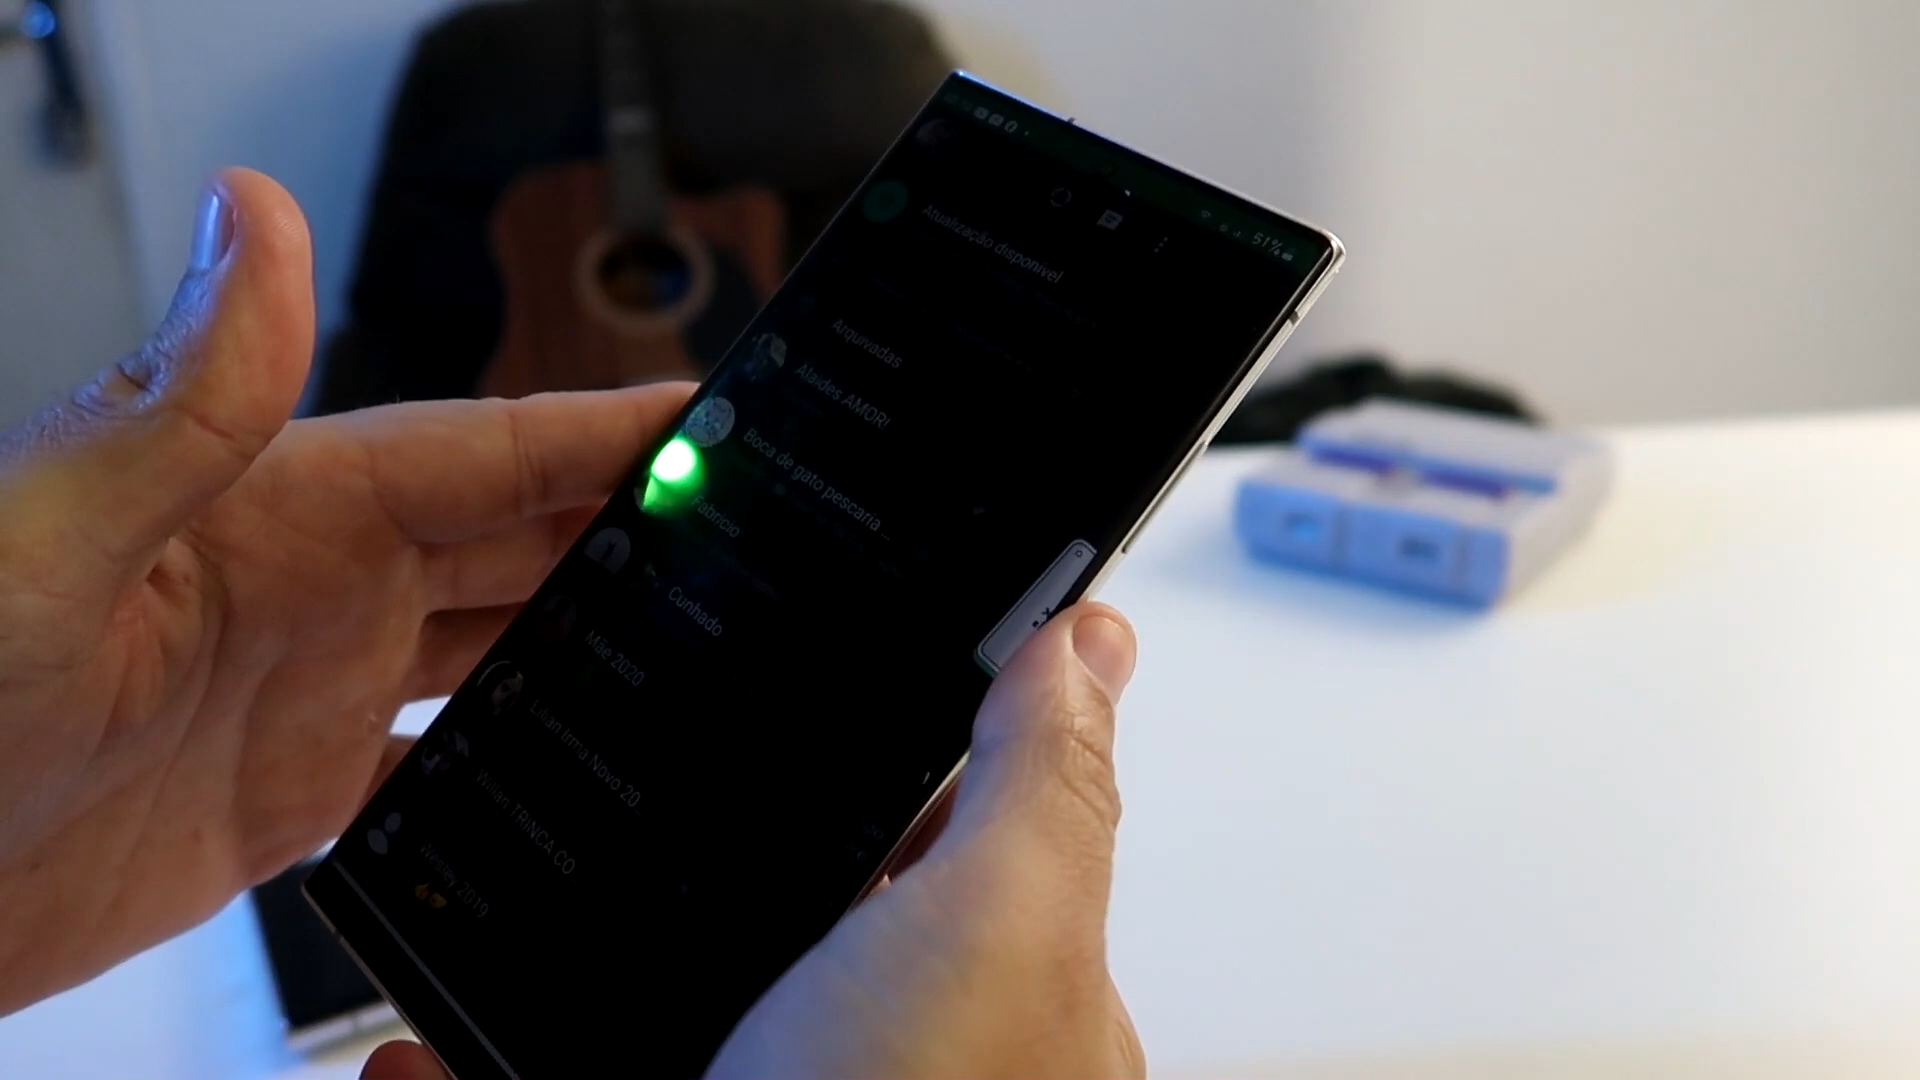 51%
Atualização disponível
Arquivadas
Alaides AMOR!
Boca de gato pescaria ...
Fabricio
Cunhado
Mãe 2020
Lilian Irma Novo 20...
Willian TRINCA CO...
Wesley 2019